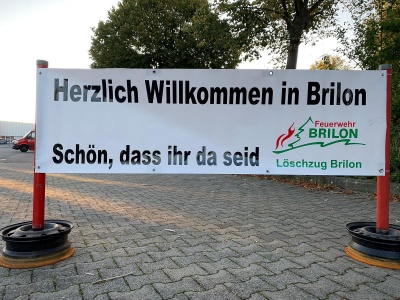 Herzlich Willkommen in Brilon
Schön, dass ihr da seid
Feuerwehr
BRILON
Löschzug Brilon